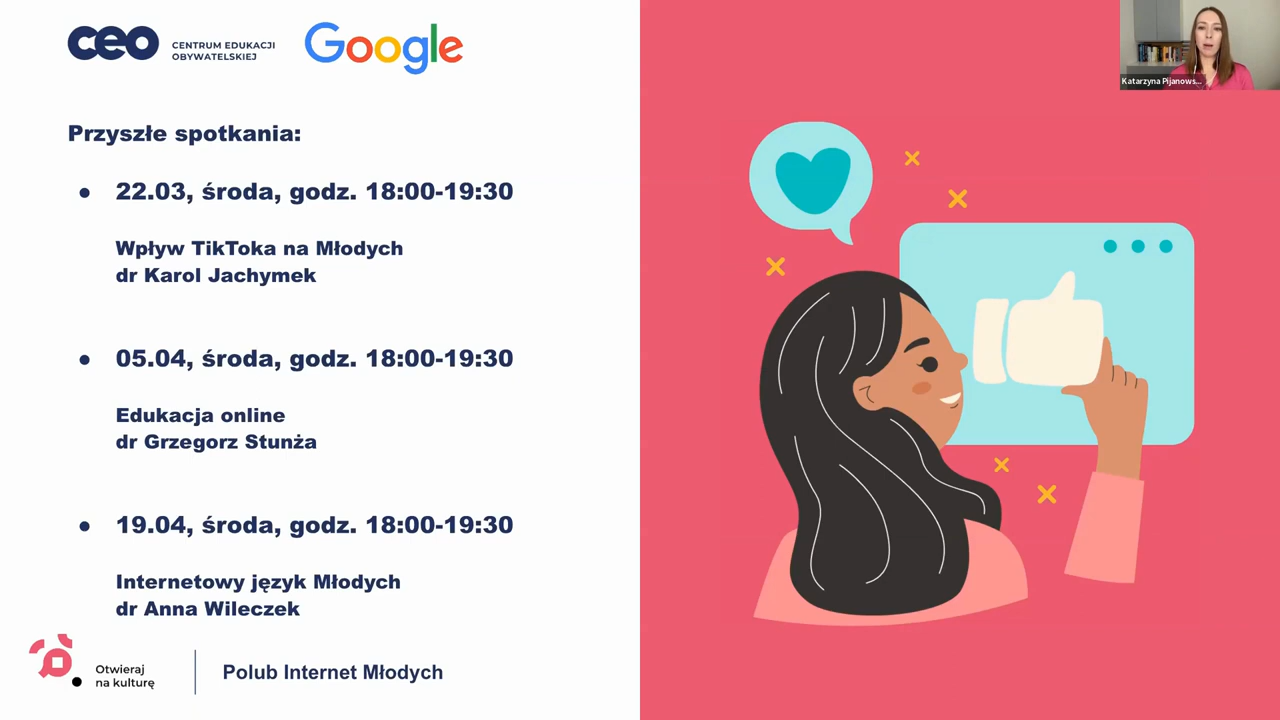 ceo
CENTRUM EDUKACJI
OBYWATELSKIEJ
Google
Katarzyna Pijanows...
Przyszłe spotkania:
● 22.03, środa, godz. 18:00-19:30
Wpływ TikToka na Młodych
dr Karol Jachymek
● 05.04, środa, godz. 18:00-19:30
Edukacja online
dr Grzegorz Stunża
● 19.04, środa, godz. 18:00-19:30
Internetowy język Młodych
dr Anna Wileczek
Otwieraj
na kulturę
Polub Internet Młodych